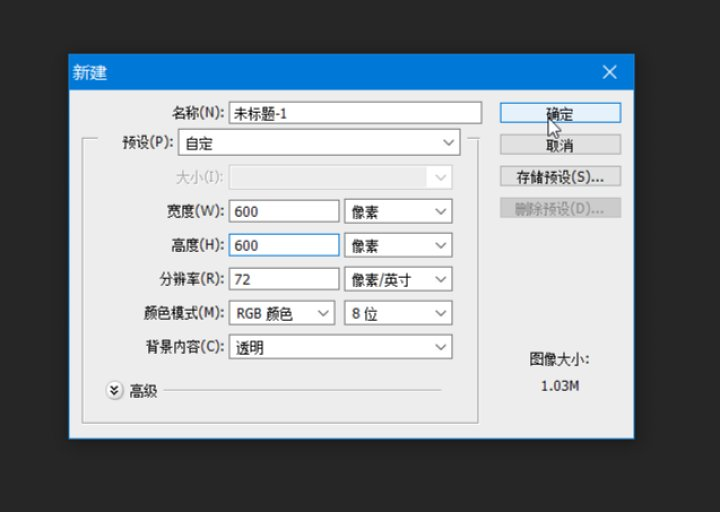 新建
名称(N): 未标题-1
确定
预设(P): 自定
取消
大小(I):
存储预设(S)...
宽度(W): 600 像素
删除预设(D)...
高度(H): 600 像素
分辨率(R): 72 像素/英寸
颜色模式(M): RGB 颜色 8 位
背景内容(C): 透明
图像大小:
1.03M
高级